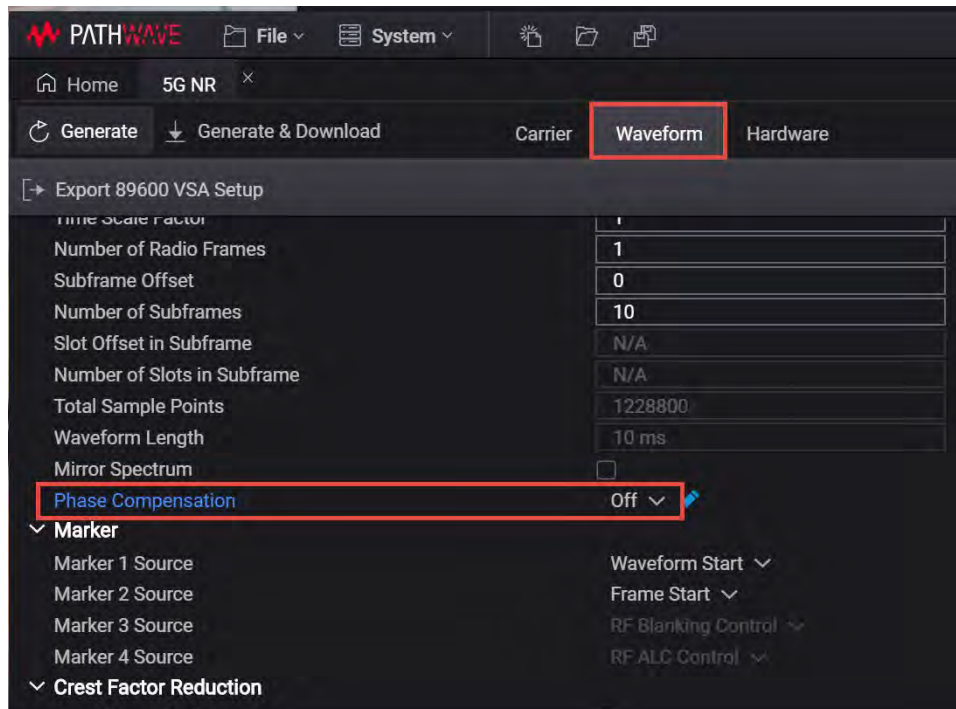 PATHWAVE File System
Home 5G NR
Generate Generate & Download Carrier Waveform Hardware
Export 89600 VSA Setup
Time Scale Factor 1
Number of Radio Frames 1
Subframe Offset 0
Number of Subframes 10
Slot Offset in Subframe N/A
Number of Slots in Subframe N/A
Total Sample Points 1228800
Waveform Length 10 ms
Mirror Spectrum
Phase Compensation Off
Marker
Marker 1 Source Waveform Start
Marker 2 Source Frame Start
Marker 3 Source RF Blanking Control
Marker 4 Source RF ALC Control
Crest Factor Reduction